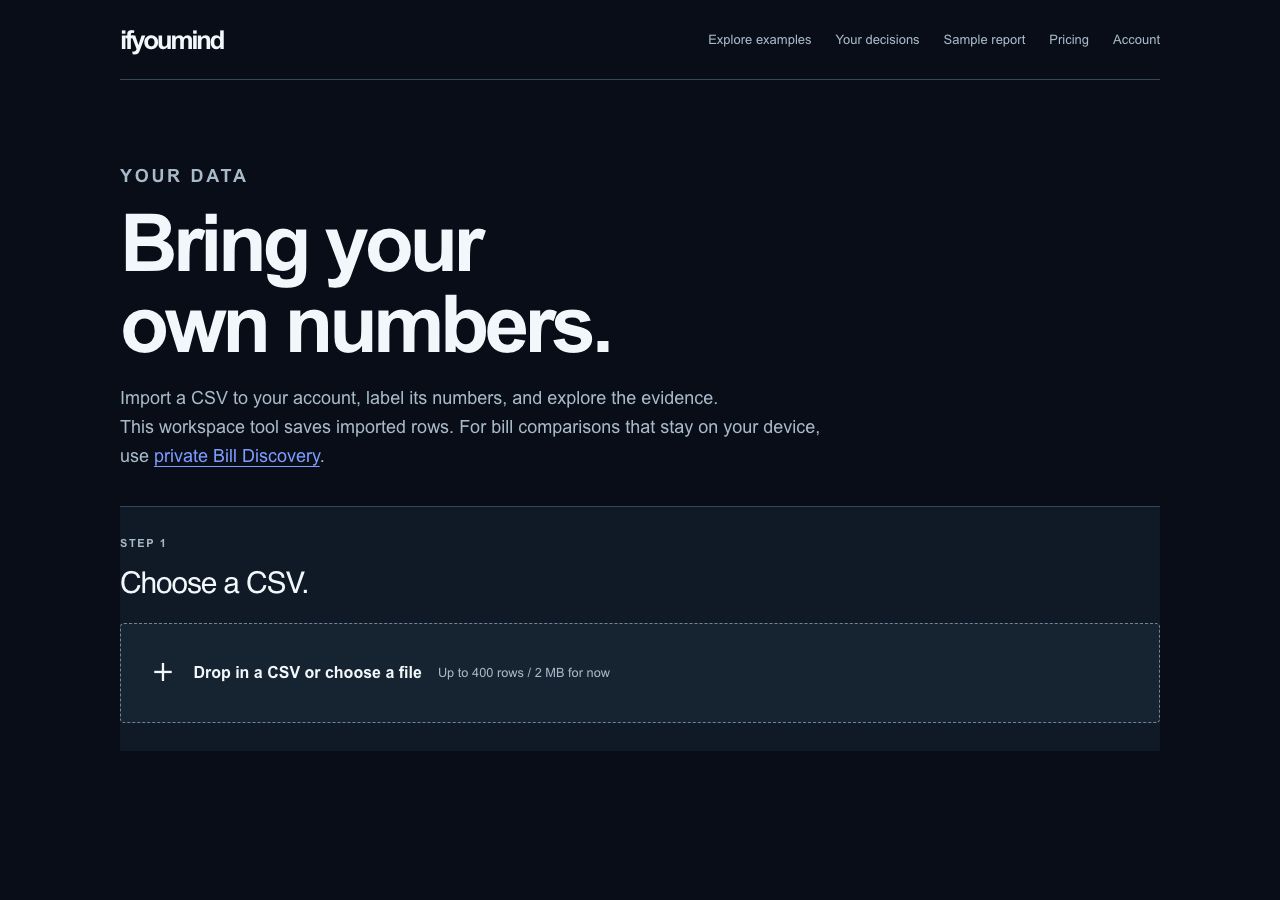 ifyoumind
Explore examples
Your decisions
Sample report
Pricing
Account
YOUR DATA
Bring your
own numbers.
Import a CSV to your account, label its numbers, and explore the evidence.
This workspace tool saves imported rows. For bill comparisons that stay on your device,
use private Bill Discovery.
STEP 1
Choose a CSV.
Drop in a CSV or choose a file
Up to 400 rows / 2 MB for now